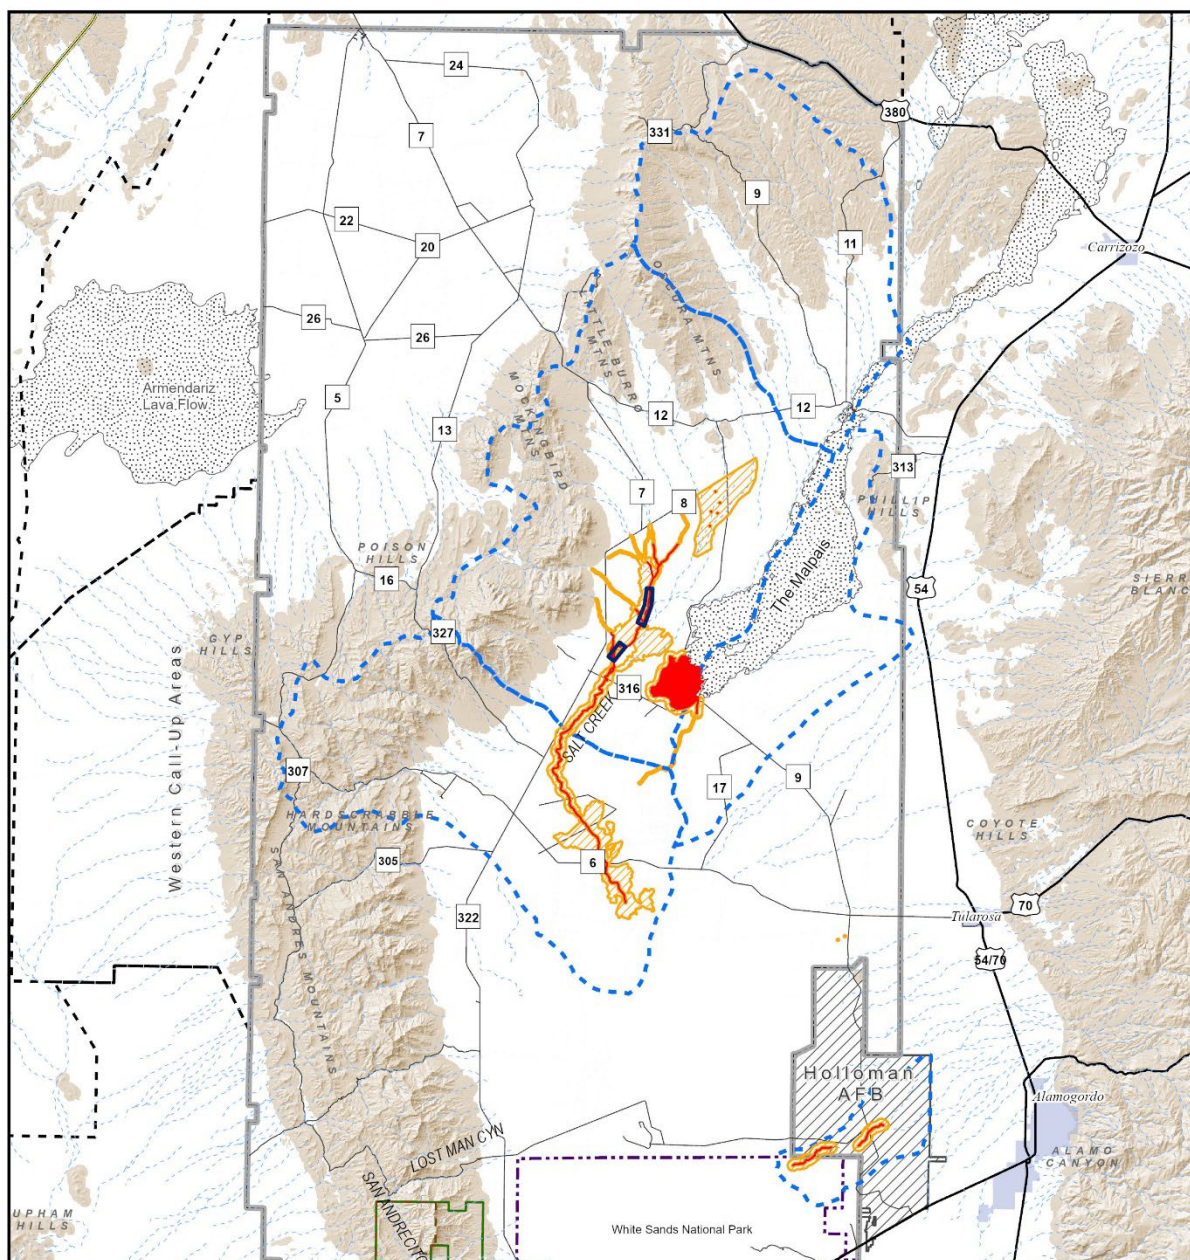 24
7
380
331
9
22
20
11
Carrizozo
OSCURA MTNS
LITTLE BURRO
MTNS
26
26
Armendariz
Lava Flow
MOCKINGBIRD
MTNS
5
12
12
13
313
PHILLIP
HILLS
7
8
POISON
HILLS
16
The Malpais
54
SIERR
BLANC
GYP
HILLS
327
316
SALT CREEK
Western Call-Up Areas
307
17
9
HARDSCRABBLE
MOUNTAINS
COYOTE
HILLS
305
6
SAN ANDRES MOUNTAINS
322
70
Tularosa
54/70
Holloman
AFB
Alamogordo
LOST MAN CYN
ALAMO
CANYON
SAN ANDRECITO
UPHAM
HILLS
White Sands National Park